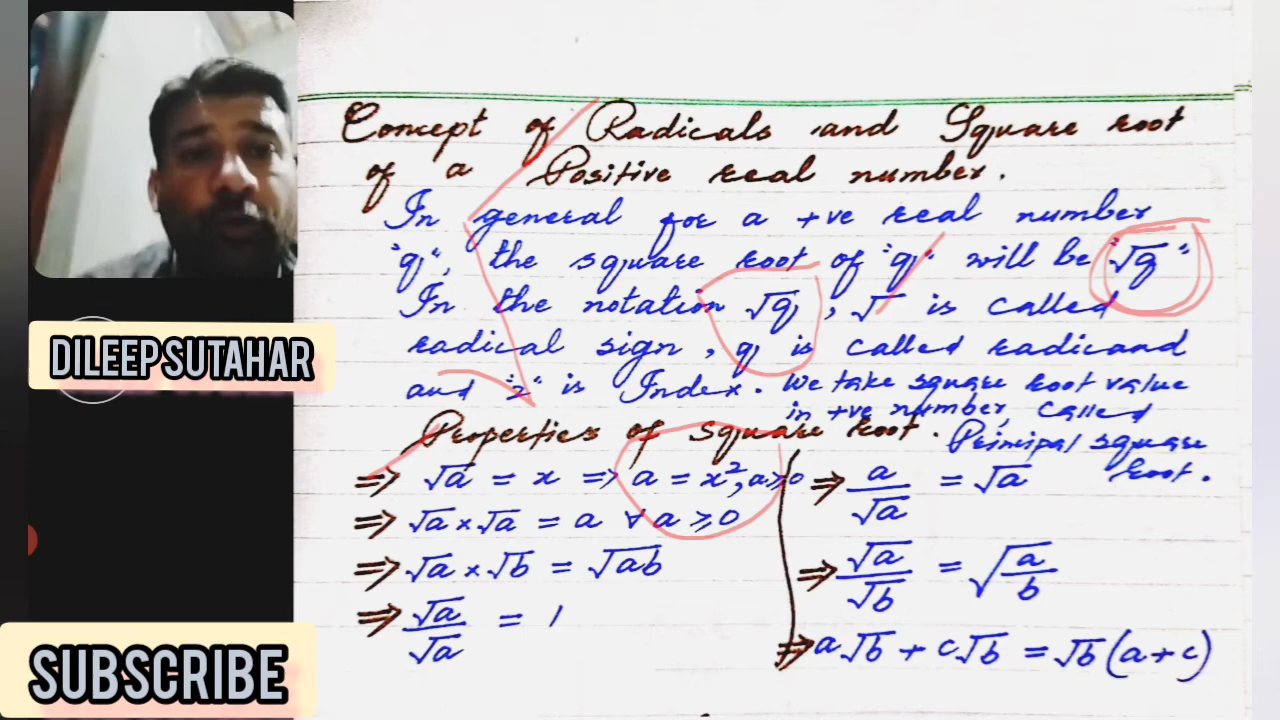 Concept of Radicals and Square root
of a Positive real number.
In general for a +ve real number
"q", the square root of "q" will be "√q"
In the notation √q, √ is called
radical sign, q is called radicand
and "2" is Index. We take square root value
in +ve number, called
Principal square
root.
Properties of Square Root.
⇒ √a = x ⇒ a = x², a ≥ 0
⇒ √a × √a = a ∀ a ≥ 0
⇒ √a × √b = √ab
⇒ √a/√a = 1
⇒ a/√a = √a
⇒ √a/√b = √(a/b)
⇒ a√b + c√b = √b(a+c)
DILEEP SUTAHAR
SUBSCRIBE